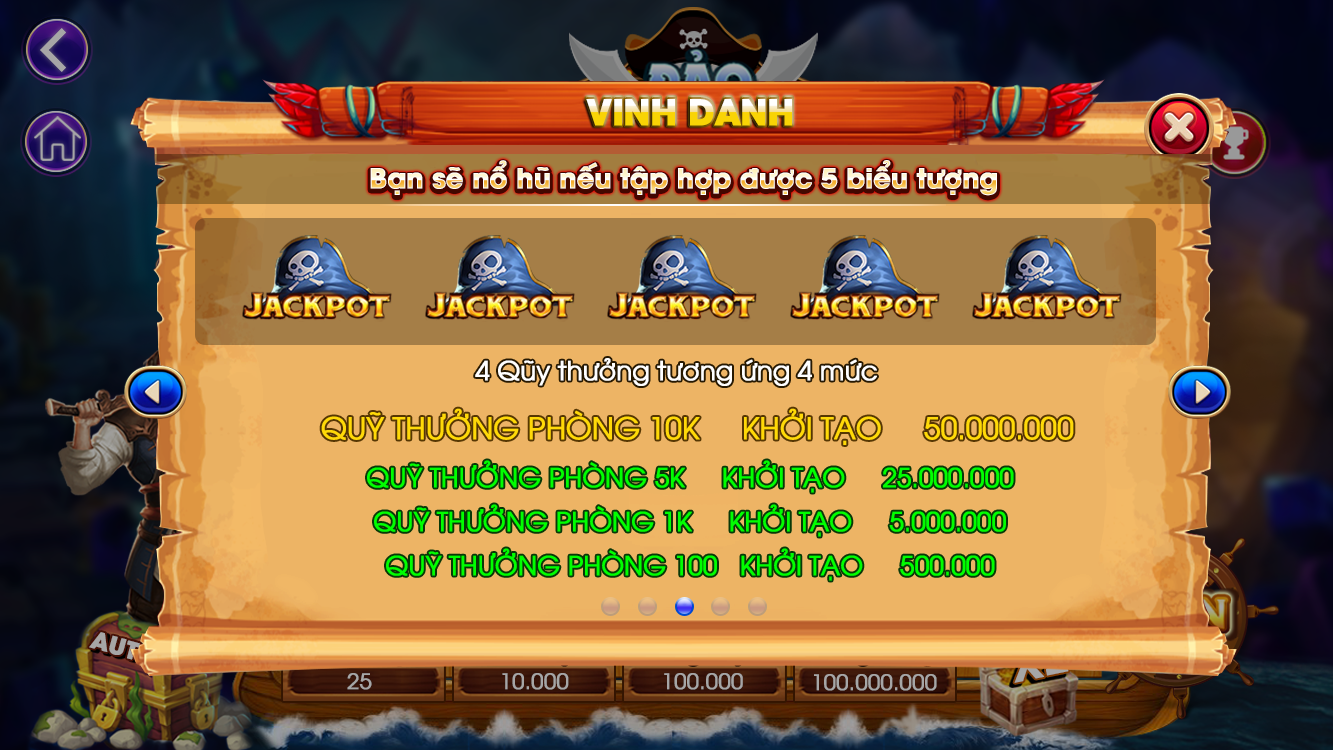 ĐẢO
VINH DANH
Bạn sẽ nổ hũ nếu tập hợp được 5 biểu tượng
JACKPOT JACKPOT JACKPOT JACKPOT JACKPOT
4 Qũy thưởng tương ứng 4 mức
QUỸ THƯỞNG PHÒNG 10K KHỞI TẠO 50.000.000
QUỸ THƯỞNG PHÒNG 5K KHỞI TẠO 25.000.000
QUỸ THƯỞNG PHÒNG 1K KHỞI TẠO 5.000.000
QUỸ THƯỞNG PHÒNG 100 KHỞI TẠO 500.000
25 10.000 100.000 100.000.000